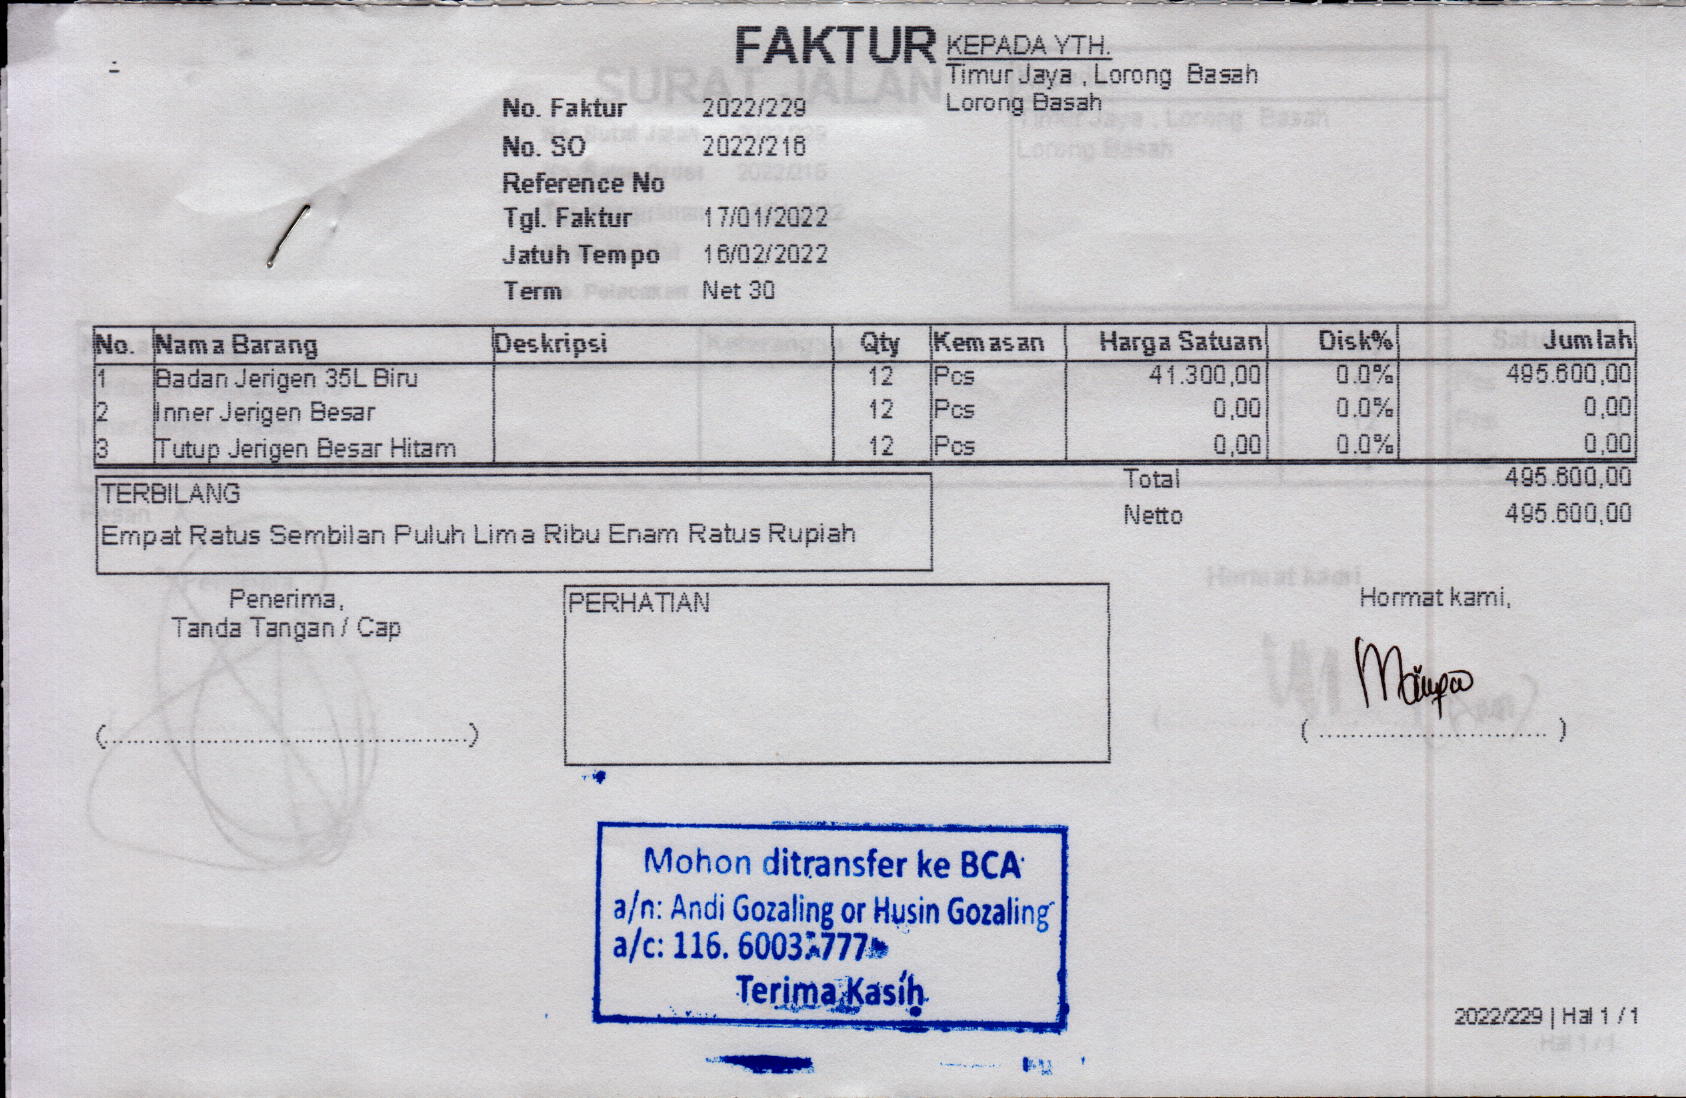 FAKTUR
KEPADA YTH.
Timur Jaya , Lorong Basah
Lorong Basah
No. Faktur 2022/229
No. SO 2022/216
Reference No
Tgl. Faktur 17/01/2022
Jatuh Tempo 16/02/2022
Term Net 30
No. Nama Barang Deskripsi Qty Kemasan Harga Satuan Disk% Jumlah
1 Badan Jerigen 35L Biru 12 Pcs 41.300,00 0.0% 495.600,00
2 Inner Jerigen Besar 12 Pcs 0,00 0.0% 0,00
3 Tutup Jerigen Besar Hitam 12 Pcs 0,00 0.0% 0,00
Total 495.600,00
Netto 495.600,00
TERBILANG
Empat Ratus Sembilan Puluh Lima Ribu Enam Ratus Rupiah
Penerima,
Tanda Tangan / Cap
PERHATIAN
Hormat kami,
Mohon ditransfer ke BCA
a/n: Andi Gozaling or Husin Gozaling
a/c: 116.
Terima Kasih
2022/229 | Hal 1 / 1